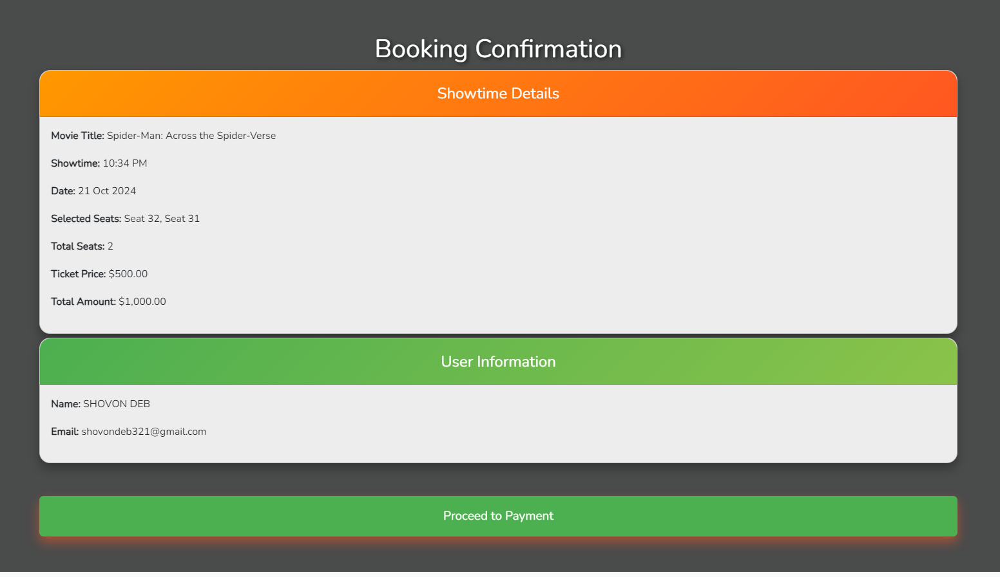 Booking Confirmation
Showtime Details
Movie Title: Spider-Man: Across the Spider-Verse
Showtime: 10:34 PM
Date: 21 Oct 2024
Selected Seats: Seat 32, Seat 31
Total Seats: 2
Ticket Price: $500.00
Total Amount: $1,000.00
User Information
Name: SHOVON DEB
Email: shovondeb321@gmail.com
Proceed to Payment